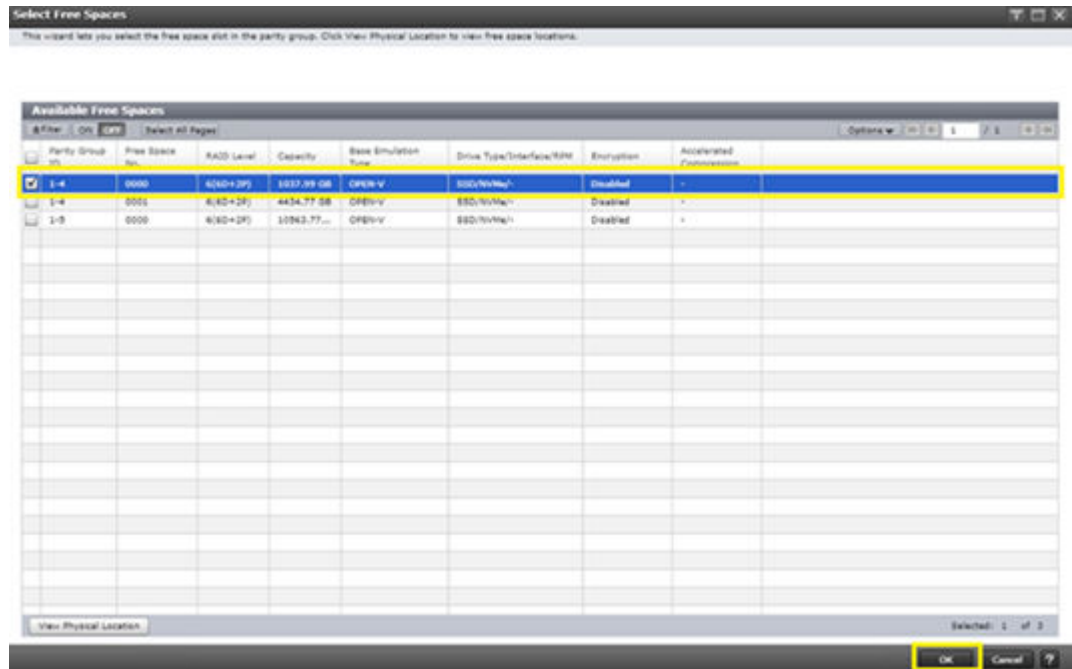 Select Free Spaces
This wizard lets you select the free space slot in the parity group. Click View Physical Location to view free space locations.
Available Free Spaces
Filter ON OFF Select All Pages Options 1 / 1
Parity Group ID Free Space No. RAID Level Capacity Base Emulation Type Drive Type/Interface/RPM Encryption Accelerated Compression
1-4 0000 6(6D+2P) 1037.99 GB OPEN-V SSD/NVMe/- Disabled -
1-4 0001 6(6D+2P) 4434.77 GB OPEN-V SSD/NVMe/- Disabled -
1-5 0000 6(6D+2P) 10563.77... OPEN-V SSD/NVMe/- Disabled -
View Physical Location Selected: 1 of 3
OK Cancel ?